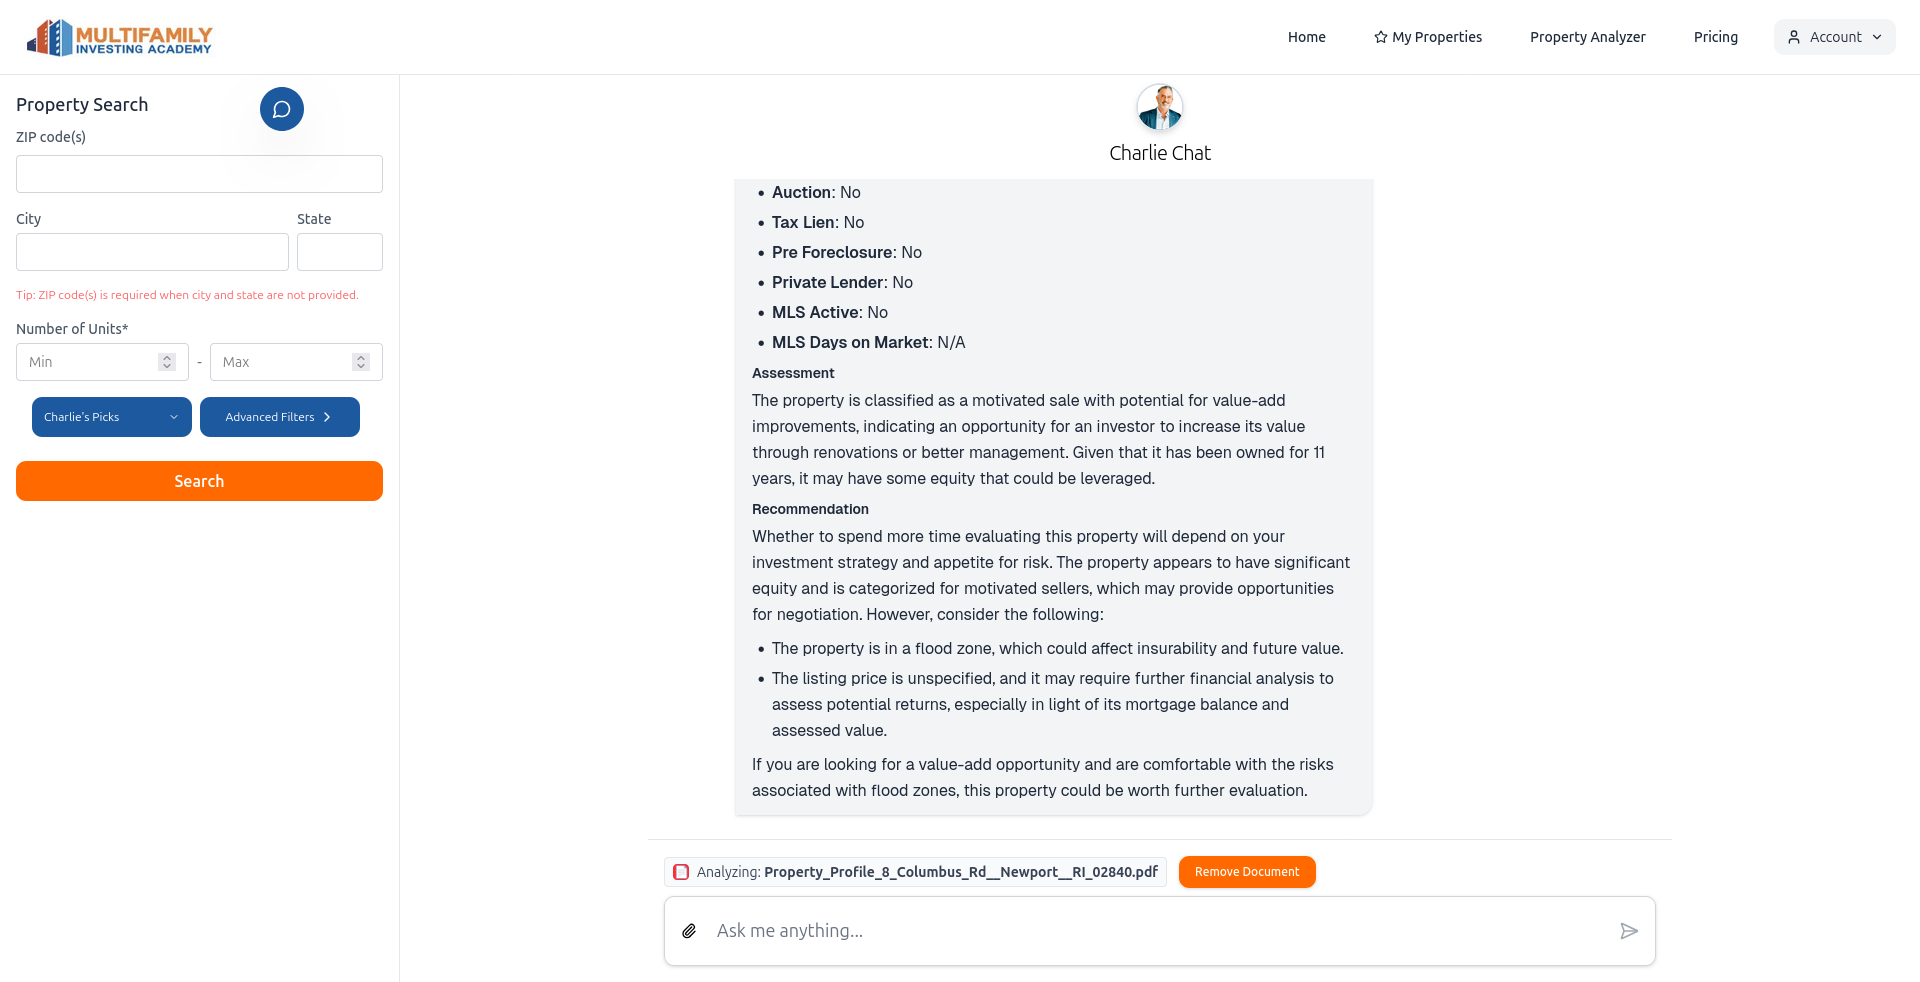 MULTIFAMILY
INVESTING ACADEMY
Home
My Properties
Property Analyzer
Pricing
Account
Property Search
ZIP code(s)
City
State
Tip: ZIP code(s) is required when city and state are not provided.
Number of Units*
Min
-
Max
Charlie's Picks
Advanced Filters
Search
Charlie Chat
• Auction: No
• Tax Lien: No
• Pre Foreclosure: No
• Private Lender: No
• MLS Active: No
• MLS Days on Market: N/A
Assessment
The property is classified as a motivated sale with potential for value-add
improvements, indicating an opportunity for an investor to increase its value
through renovations or better management. Given that it has been owned for 11
years, it may have some equity that could be leveraged.
Recommendation
Whether to spend more time evaluating this property will depend on your
investment strategy and appetite for risk. The property appears to have significant
equity and is categorized for motivated sellers, which may provide opportunities
for negotiation. However, consider the following:
• The property is in a flood zone, which could affect insurability and future value.
• The listing price is unspecified, and it may require further financial analysis to
assess potential returns, especially in light of its mortgage balance and
assessed value.
If you are looking for a value-add opportunity and are comfortable with the risks
associated with flood zones, this property could be worth further evaluation.
Analyzing: Property_Profile_8_Columbus_Rd__Newport__RI_02840.pdf
Remove Document
Ask me anything...